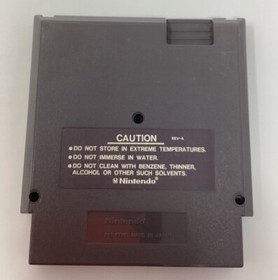 CAUTION REV-A
●DO NOT STORE IN EXTREME TEMPERATURES.
●DO NOT IMMERSE IN WATER.
●DO NOT CLEAN WITH BENZENE, THINNER,
ALCOHOL OR OTHER SUCH SOLVENTS.
Nintendo®
Nintendo